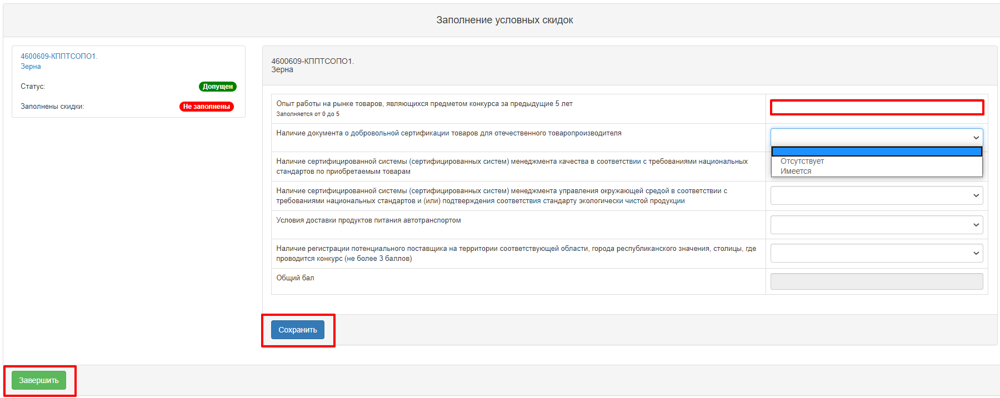 Заполнение условных скидок
4600609-КППТСОПО1.
Зерна
Статус:
Допущен
Заполнены скидки:
Не заполнены
4600609-КППТСОПО1.
Зерна
Опыт работы на рынке товаров, являющихся предметом конкурса за предыдущие 5 лет
Заполняется от 0 до 5
Наличие документа о добровольной сертификации товаров для отечественного товаропроизводителя
Отсутствует
Имеется
Наличие сертифицированной системы (сертифицированных систем) менеджмента качества в соответствии с требованиями национальных
стандартов по приобретаемым товарам
Наличие сертифицированной системы (сертифицированных систем) менеджмента управления окружающей средой в соответствии с
требованиями национальных стандартов и (или) подтверждения соответствия стандарту экологически чистой продукции
Условия доставки продуктов питания автотранспортом
Наличие регистрации потенциального поставщика на территории соответствующей области, города республиканского значения, столицы, где
проводится конкурс (не более 3 баллов)
Общий бал
Сохранить
Завершить